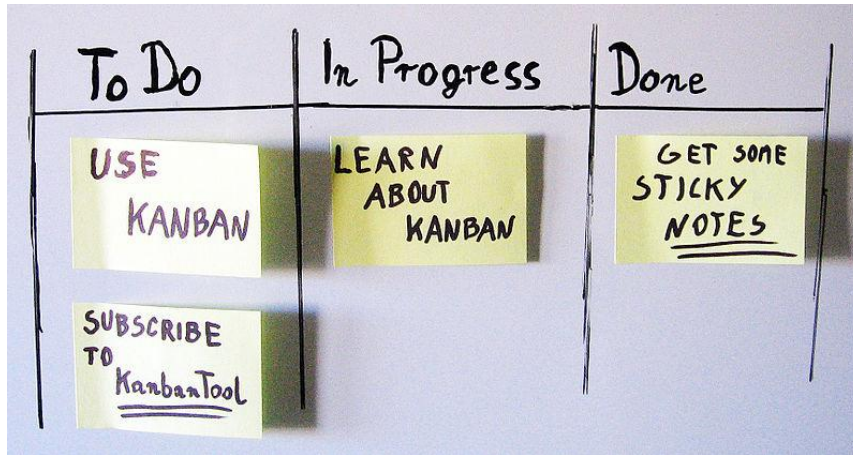 To Do
In Progress
Done
USE
KANBAN
SUBSCRIBE
TO
KanbanTool
LEARN
ABOUT
KANBAN
GET SOME
STICKY
NOTES